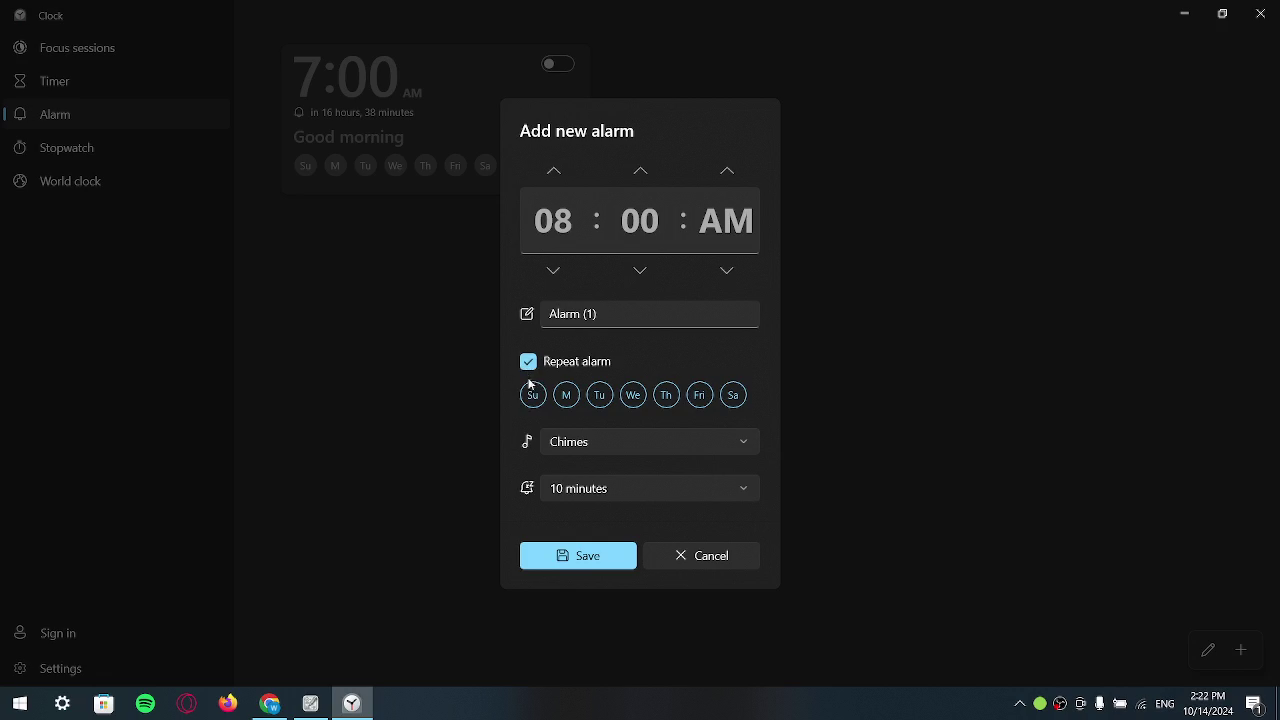 Clock
Focus sessions
Timer
Alarm
Stopwatch
World clock
Sign in
Settings
7:00 AM
in 16 hours, 38 minutes
Good morning
Su M Tu We Th Fri Sa
Add new alarm
08 : 00 : AM
Alarm (1)
Repeat alarm
Su M Tu We Th Fri Sa
Chimes
10 minutes
Save Cancel
ENG
2:22 PM
10/14/2024
1